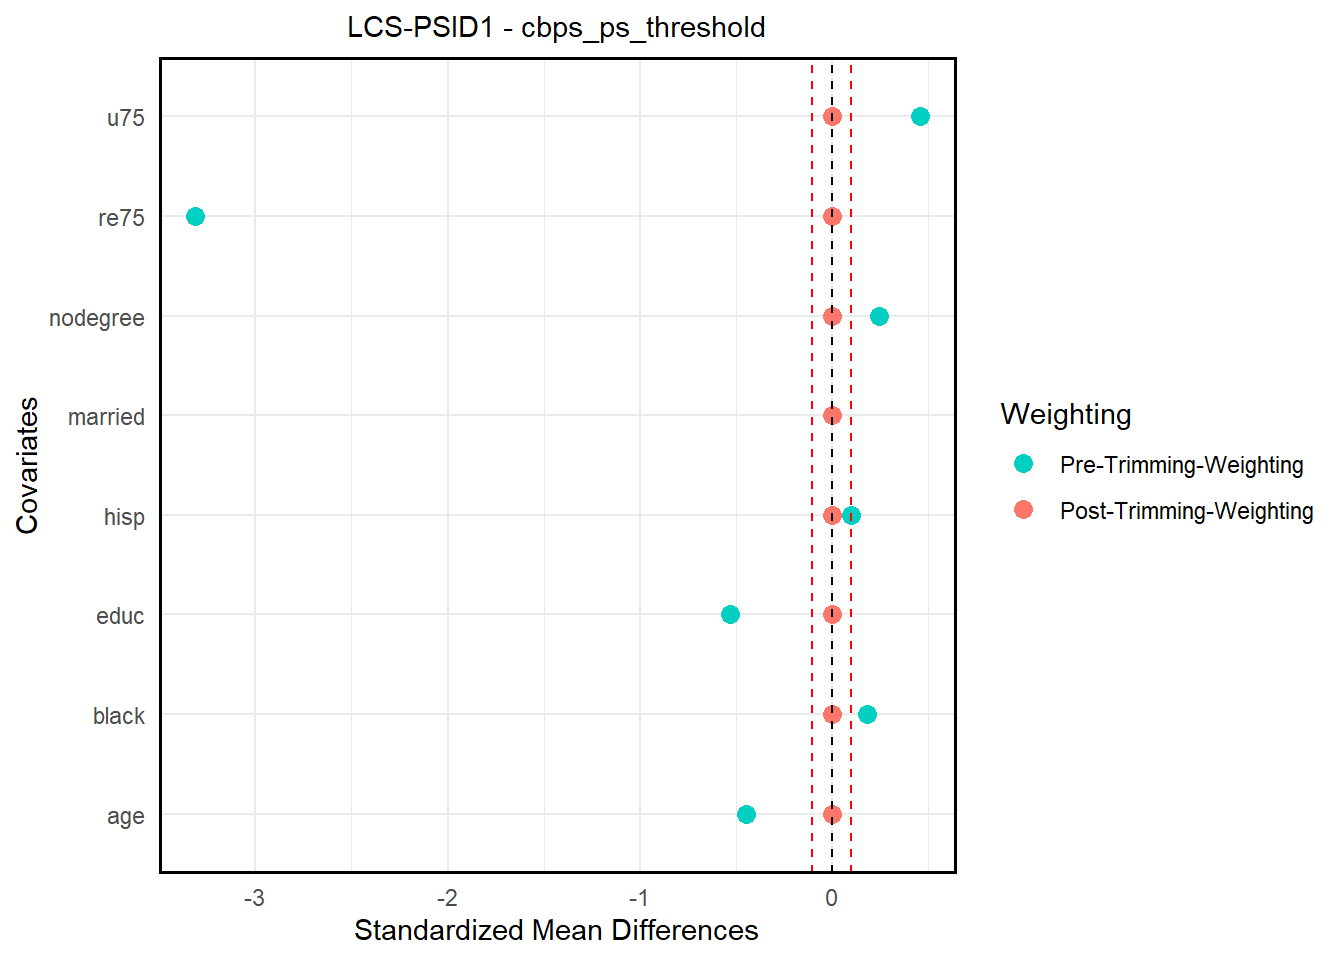 LCS-PSID1 - cbps_ps_threshold
u75
re75
nodegree
married
hisp
educ
black
age
Covariates
-3
-2
-1
0
Standardized Mean Differences
Weighting
Pre-Trimming-Weighting
Post-Trimming-Weighting